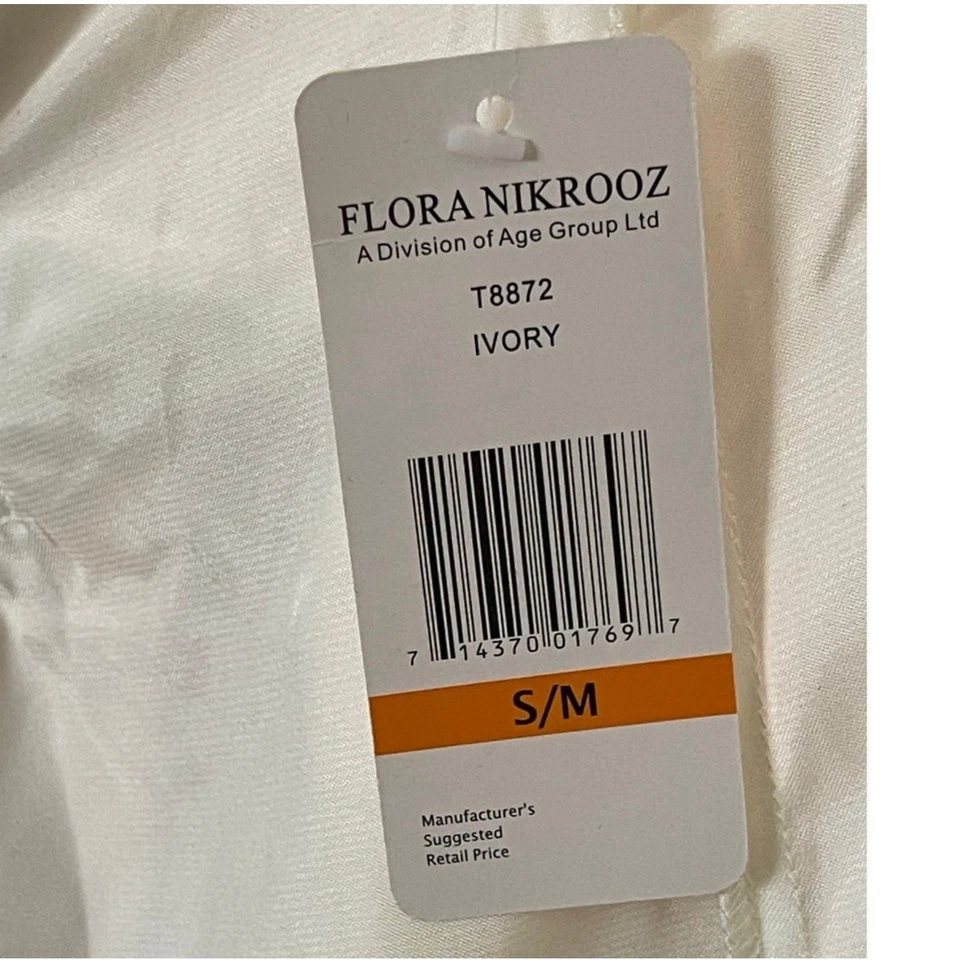 FLORA NIKROOZ
A Division of Age Group Ltd
T8872
IVORY
7 14370 01769 7
S/M
Manufacturer's
Suggested
Retail Price